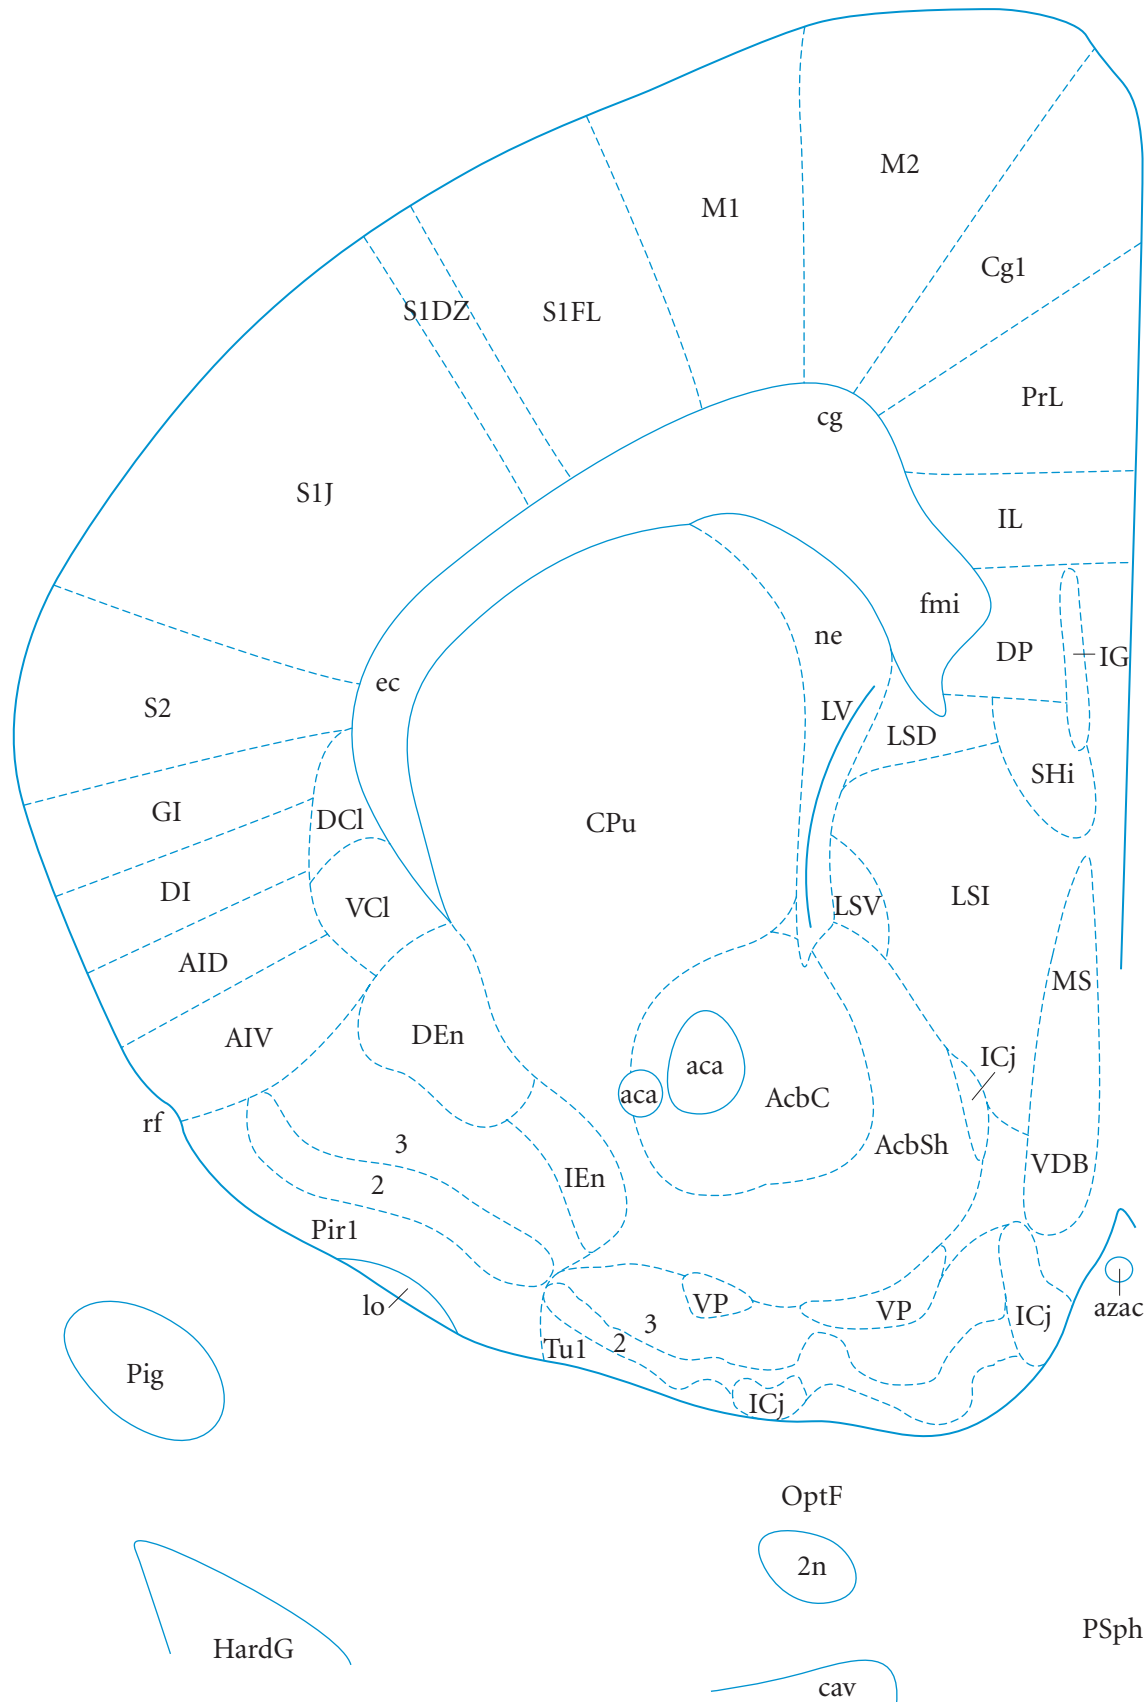 M2
M1
Cg1
S1DZ
S1FL
PrL
cg
S1J
IL
fmi
ne
DP
IG
ec
S2
LV
LSD
SHi
GI
DCl
CPu
DI
VCl
LSV
LSI
AID
MS
AIV
DEn
aca
ICj
aca
AcbC
rf
3
AcbSh
2
IEn
VDB
Pir1
lo
VP
VP
azac
3
ICj
Tu1
2
Pig
ICj
OptF
2n
PSph
HardG
cav